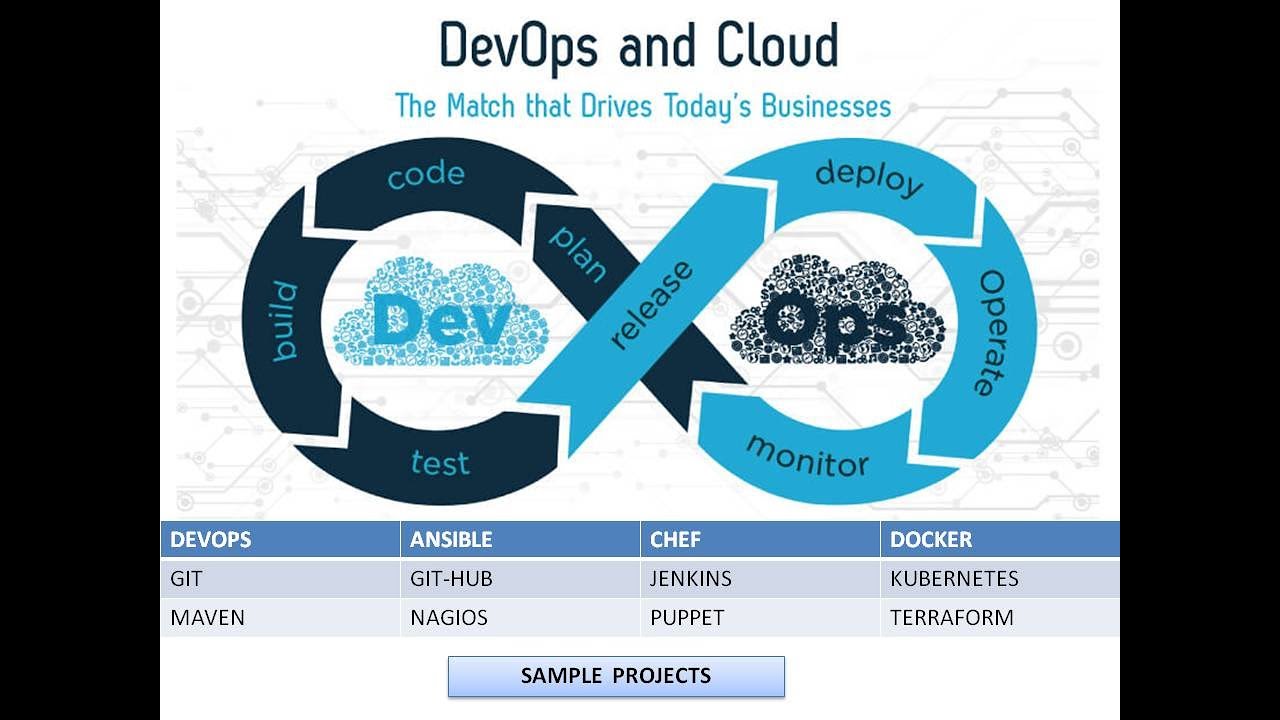 DevOps and Cloud
The Match that Drives Today's Businesses
code
deploy
plan
release
build
Dev
Ops
Operate
test
monitor
DEVOPS ANSIBLE CHEF DOCKER
GIT GIT-HUB JENKINS KUBERNETES
MAVEN NAGIOS PUPPET TERRAFORM
SAMPLE PROJECTS